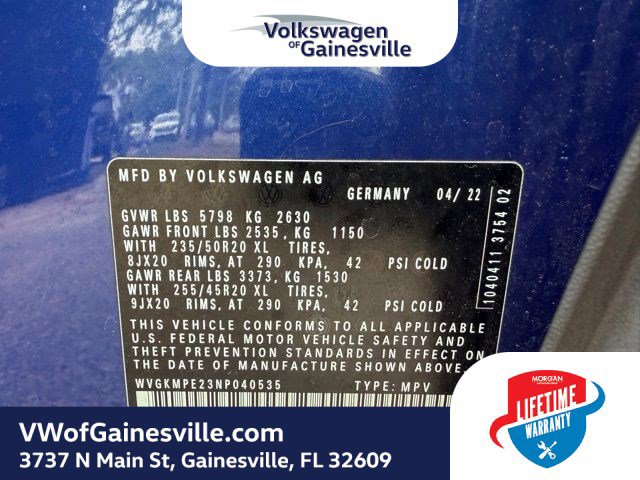 Volkswagen
OF Gainesville
MFD BY VOLKSWAGEN AG
GERMANY 04/ 22
GVWR LBS 5798 KG 2630
GAWR FRONT LBS 2535, KG 1150
WITH 235/50R20 XL TIRES,
8JX20 RIMS, AT 290 KPA, 42 PSI COLD
GAWR REAR LBS 3373, KG 1530
WITH 255/45R20 XL TIRES,
9JX20 RIMS, AT 290 KPA, 42 PSI COLD
THIS VEHICLE CONFORMS TO ALL APPLICABLE
U.S. FEDERAL MOTOR VEHICLE SAFETY AND
THEFT PREVENTION STANDARDS IN EFFECT ON
THE DATE OF MANUFACTURE SHOWN ABOVE.
WVGKMPE23NP040535 TYPE: MPV
1040411 3754 02
MORGAN
LIFETIME
WARRANTY
VWofGainesville.com
3737 N Main St, Gainesville, FL 32609